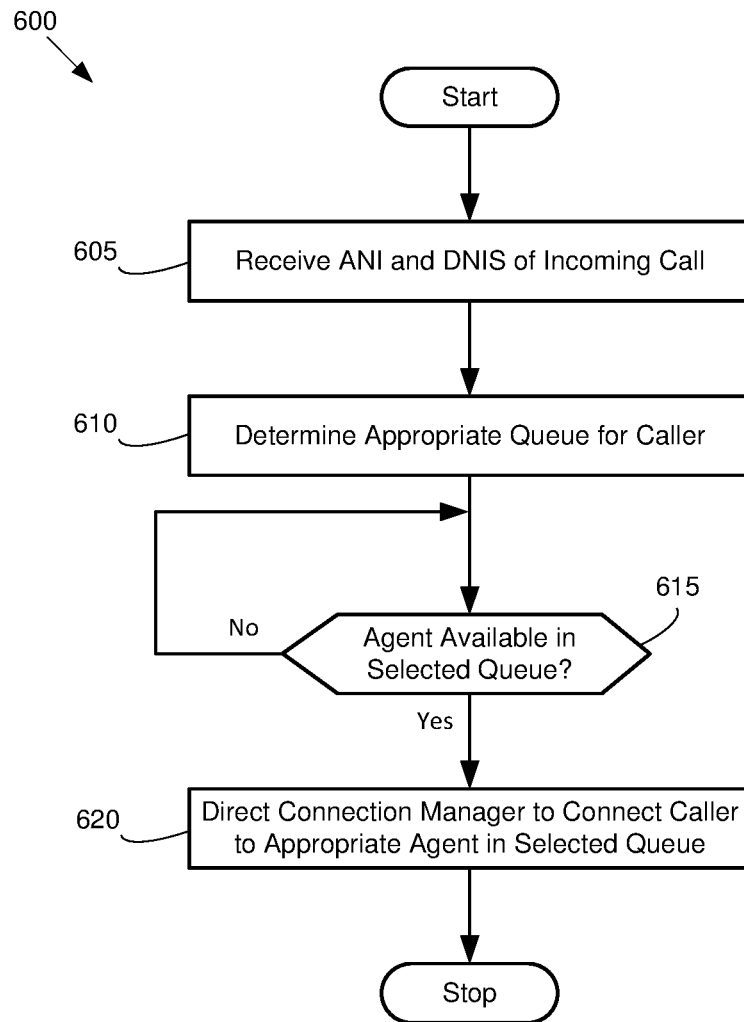 600
Start
605
Receive ANI and DNIS of Incoming Call
610
Determine Appropriate Queue for Caller
615
No
Agent Available in
Selected Queue?
Yes
620
Direct Connection Manager to Connect Caller
to Appropriate Agent in Selected Queue
Stop